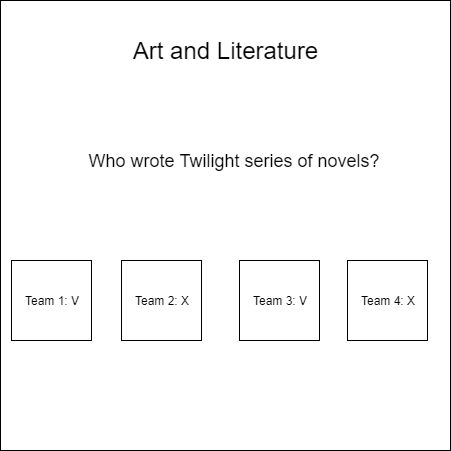 Art and Literature
Who wrote Twilight series of novels?
Team 1: V
Team 2: X
Team 3: V
Team 4: X